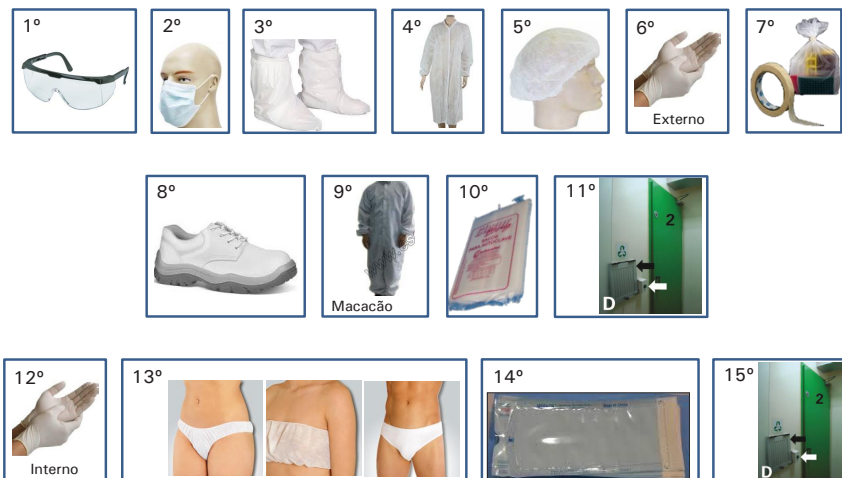 1º
2º
3º
4º
5º
6º
Externo
7º
8º
9º
Macacão
10º
11º
2
D
12º
Interno
13º
14º
15º
2
D